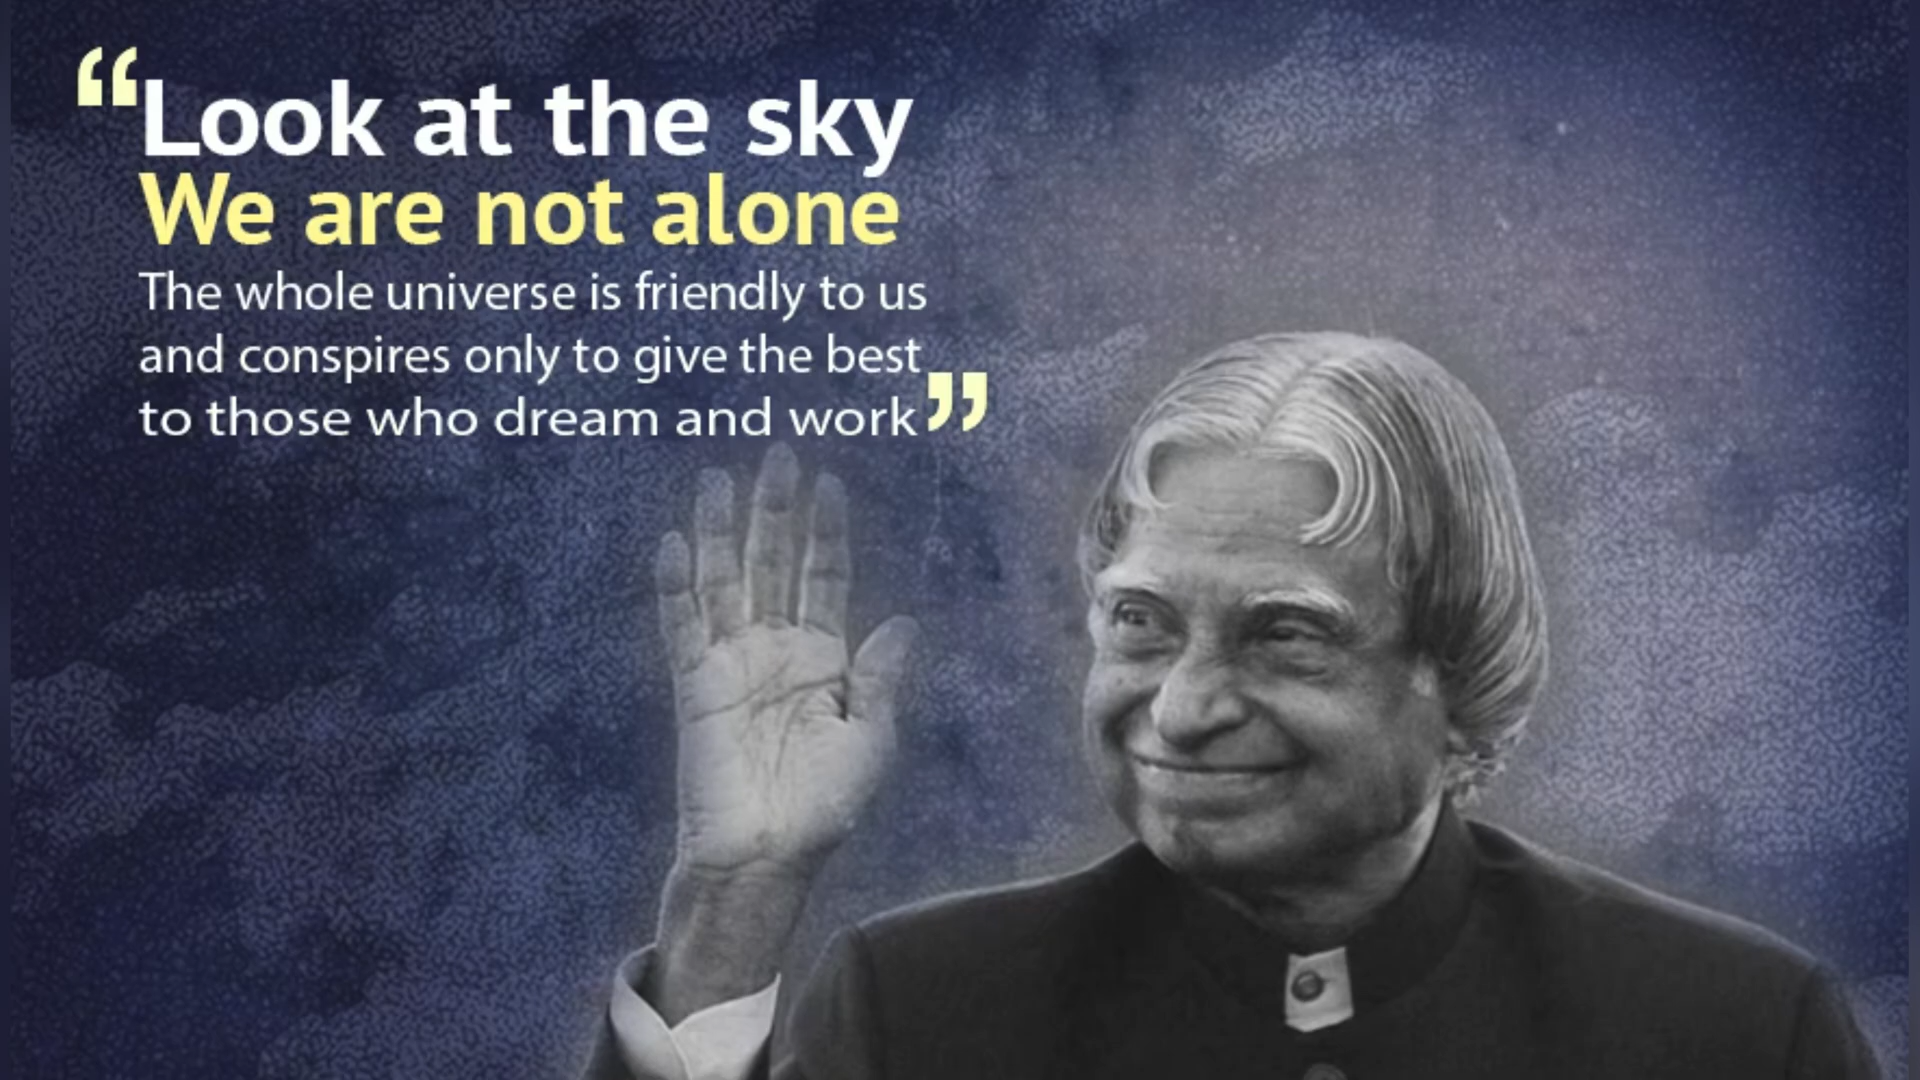 “Look at the sky
We are not alone
The whole universe is friendly to us
and conspires only to give the best
to those who dream and work”